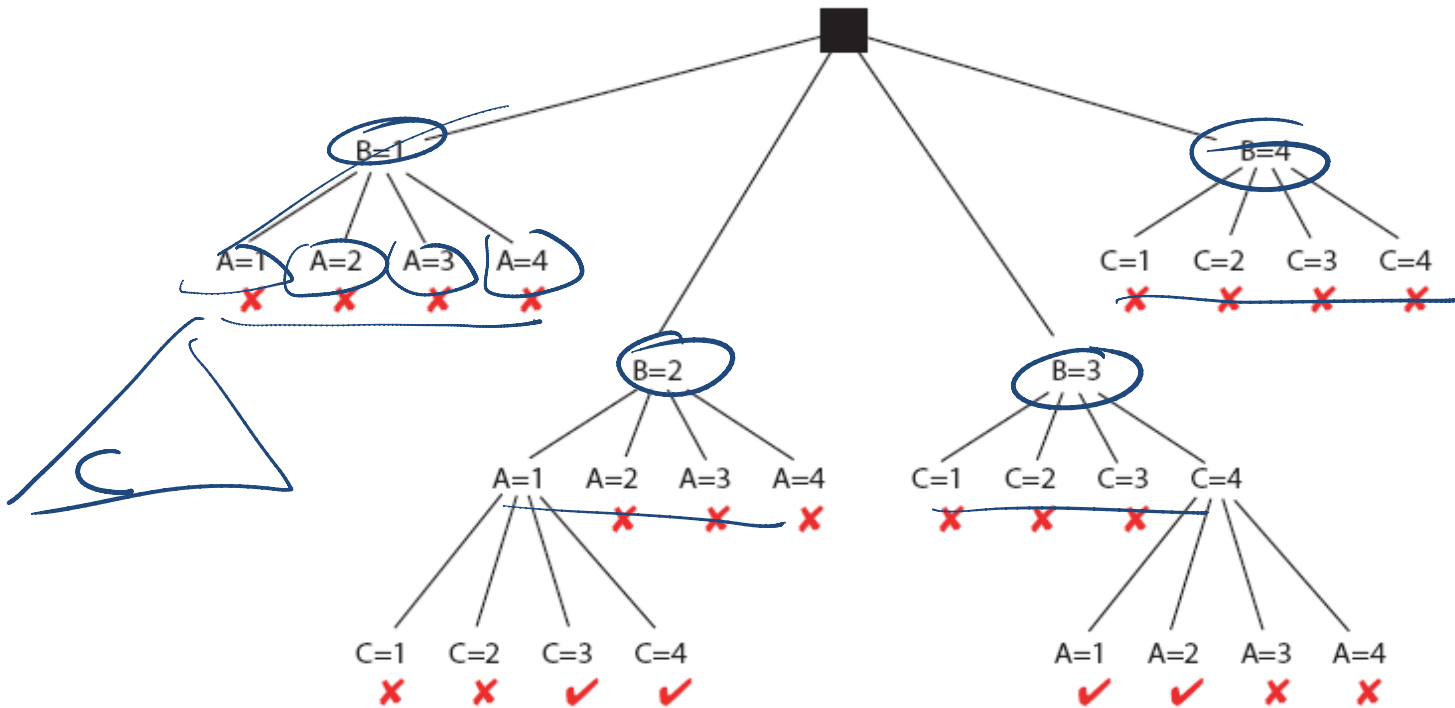 B=1 B=4
A=1 A=2 A=3 A=4 C=1 C=2 C=3 C=4
B=2 B=3
A=1 A=2 A=3 A=4 C=1 C=2 C=3 C=4
C
C=1 C=2 C=3 C=4 A=1 A=2 A=3 A=4